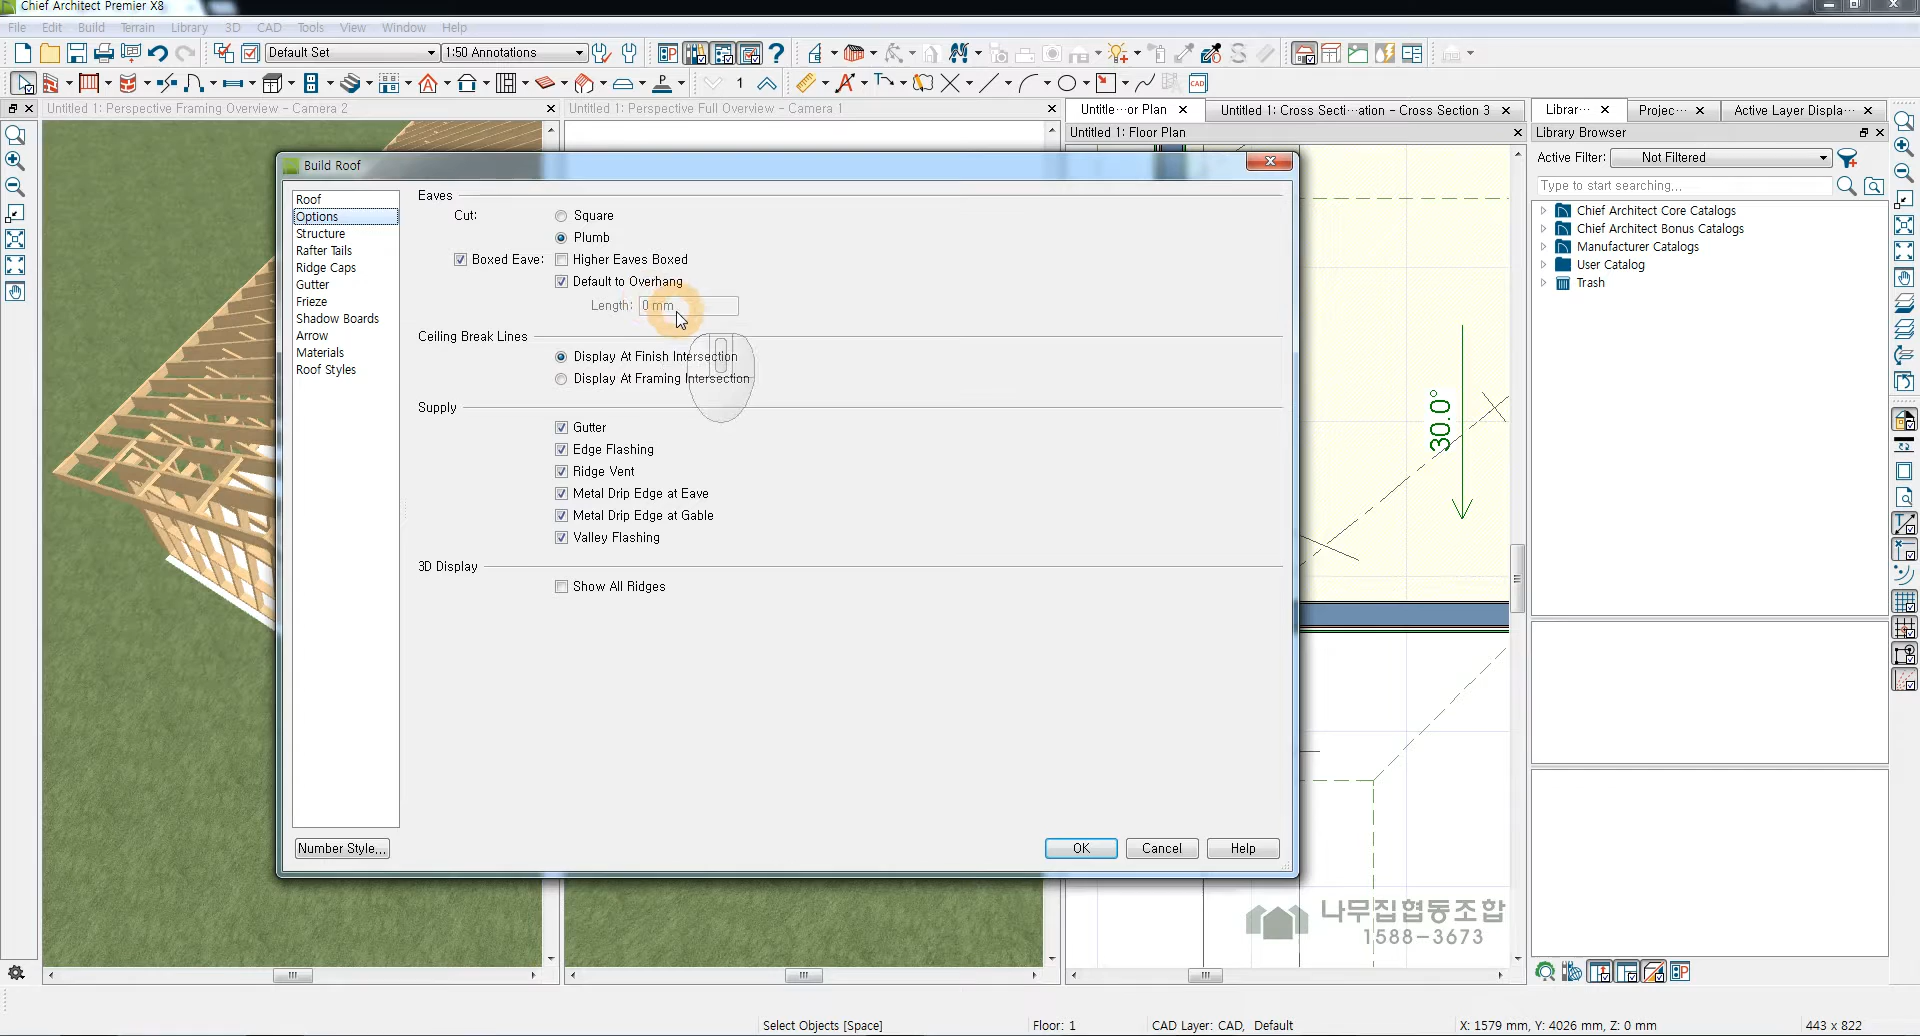 Chief Architect Premier X8
File Edit Build Terrain Library 3D CAD Tools View Window Help
Default Set 1:50 Annotations
1
CAD
Untitled 1: Perspective Framing Overview - Camera 2
Untitled 1: Perspective Full Overview - Camera 1
Untitle···or Plan
Untitled 1: Cross Secti···ation - Cross Section 3
Librar···
Projec···
Active Layer Displa···
Untitled 1: Floor Plan
Library Browser
Active Filter: Not Filtered
Type to start searching...
Chief Architect Core Catalogs
Chief Architect Bonus Catalogs
Manufacturer Catalogs
User Catalog
Trash
Build Roof
Roof
Options
Structure
Rafter Tails
Ridge Caps
Gutter
Frieze
Shadow Boards
Arrow
Materials
Roof Styles
Eaves
Cut: Square
Plumb
Boxed Eave: Higher Eaves Boxed
Default to Overhang
Length: 0 mm
Ceiling Break Lines
Display At Finish Intersection
Display At Framing Intersection
Supply
Gutter
Edge Flashing
Ridge Vent
Metal Drip Edge at Eave
Metal Drip Edge at Gable
Valley Flashing
3D Display
Show All Ridges
Number Style...
OK Cancel Help
30.0°
나무집협동조합
1588-3673
Select Objects [Space] Floor: 1 CAD Layer: CAD, Default X: 1579 mm, Y: 4026 mm, Z: 0 mm 443 x 822